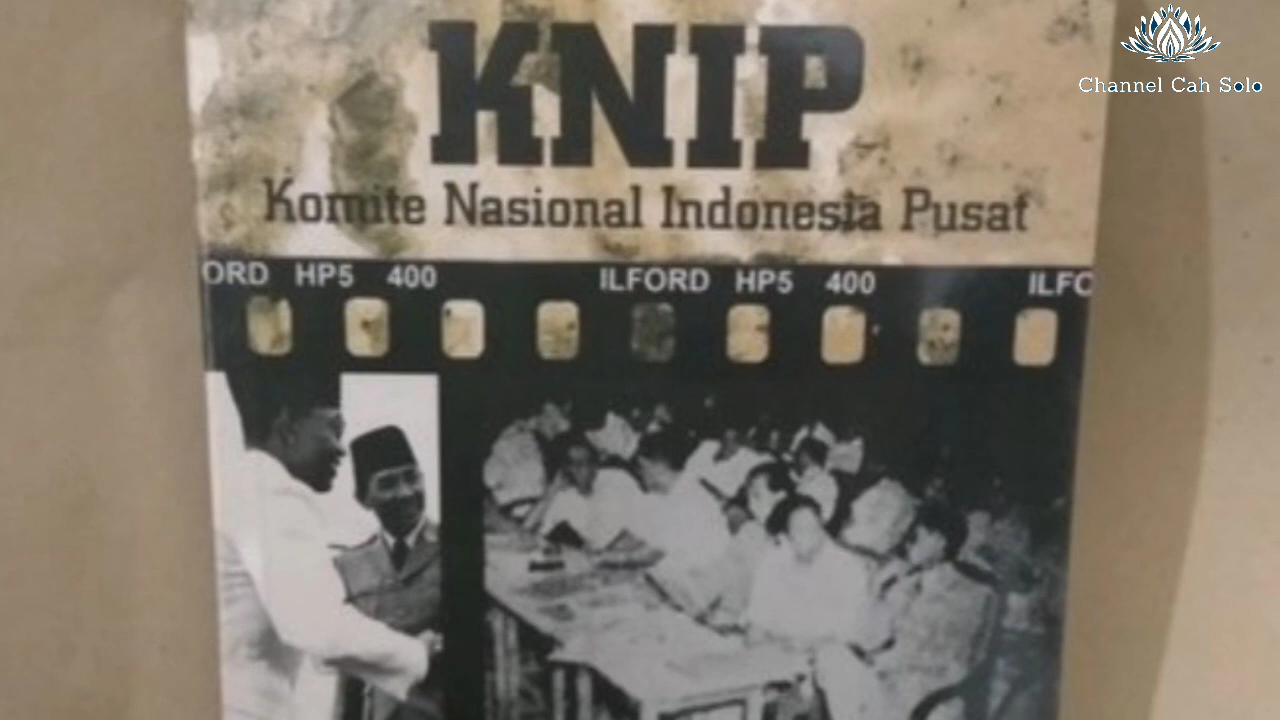 KNIP
Komite Nasional Indonesia Pusat
ORD HP5 400 ILFORD HP5 400 ILFO
Channel Cah Solo